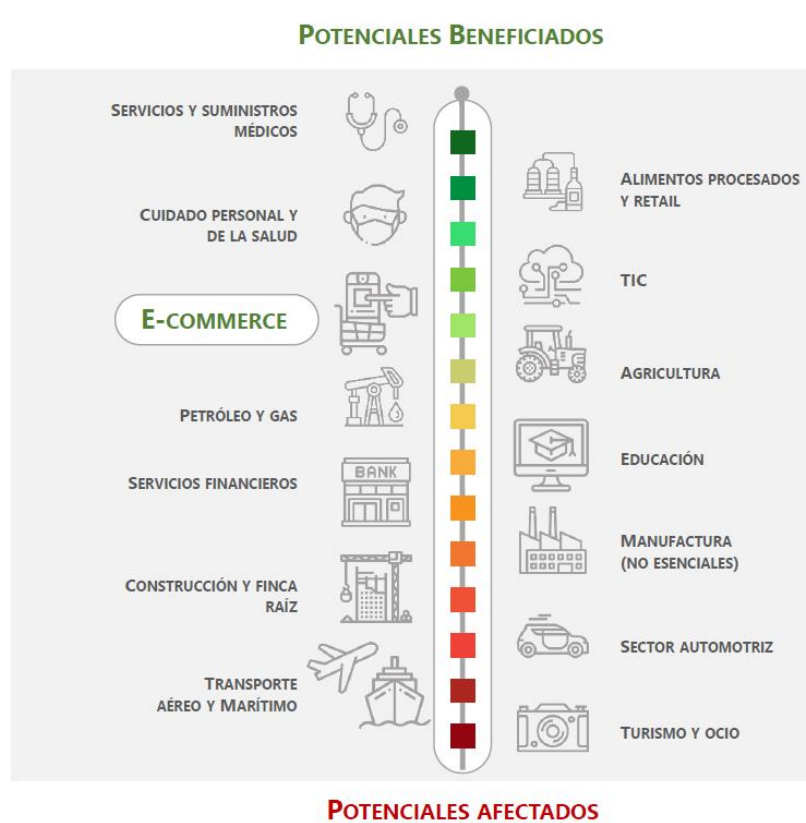 POTENCIALES BENEFICIADOS
SERVICIOS Y SUMINISTROS
MÉDICOS
ALIMENTOS PROCESADOS
Y RETAIL
CUIDADO PERSONAL Y
DE LA SALUD
TIC
E-COMMERCE
AGRICULTURA
PETRÓLEO Y GAS
EDUCACIÓN
SERVICIOS FINANCIEROS
BANK
MANUFACTURA
(NO ESENCIALES)
CONSTRUCCIÓN Y FINCA
RAÍZ
SECTOR AUTOMOTRIZ
TRANSPORTE
AÉREO Y MARÍTIMO
TURISMO Y OCIO
POTENCIALES AFECTADOS